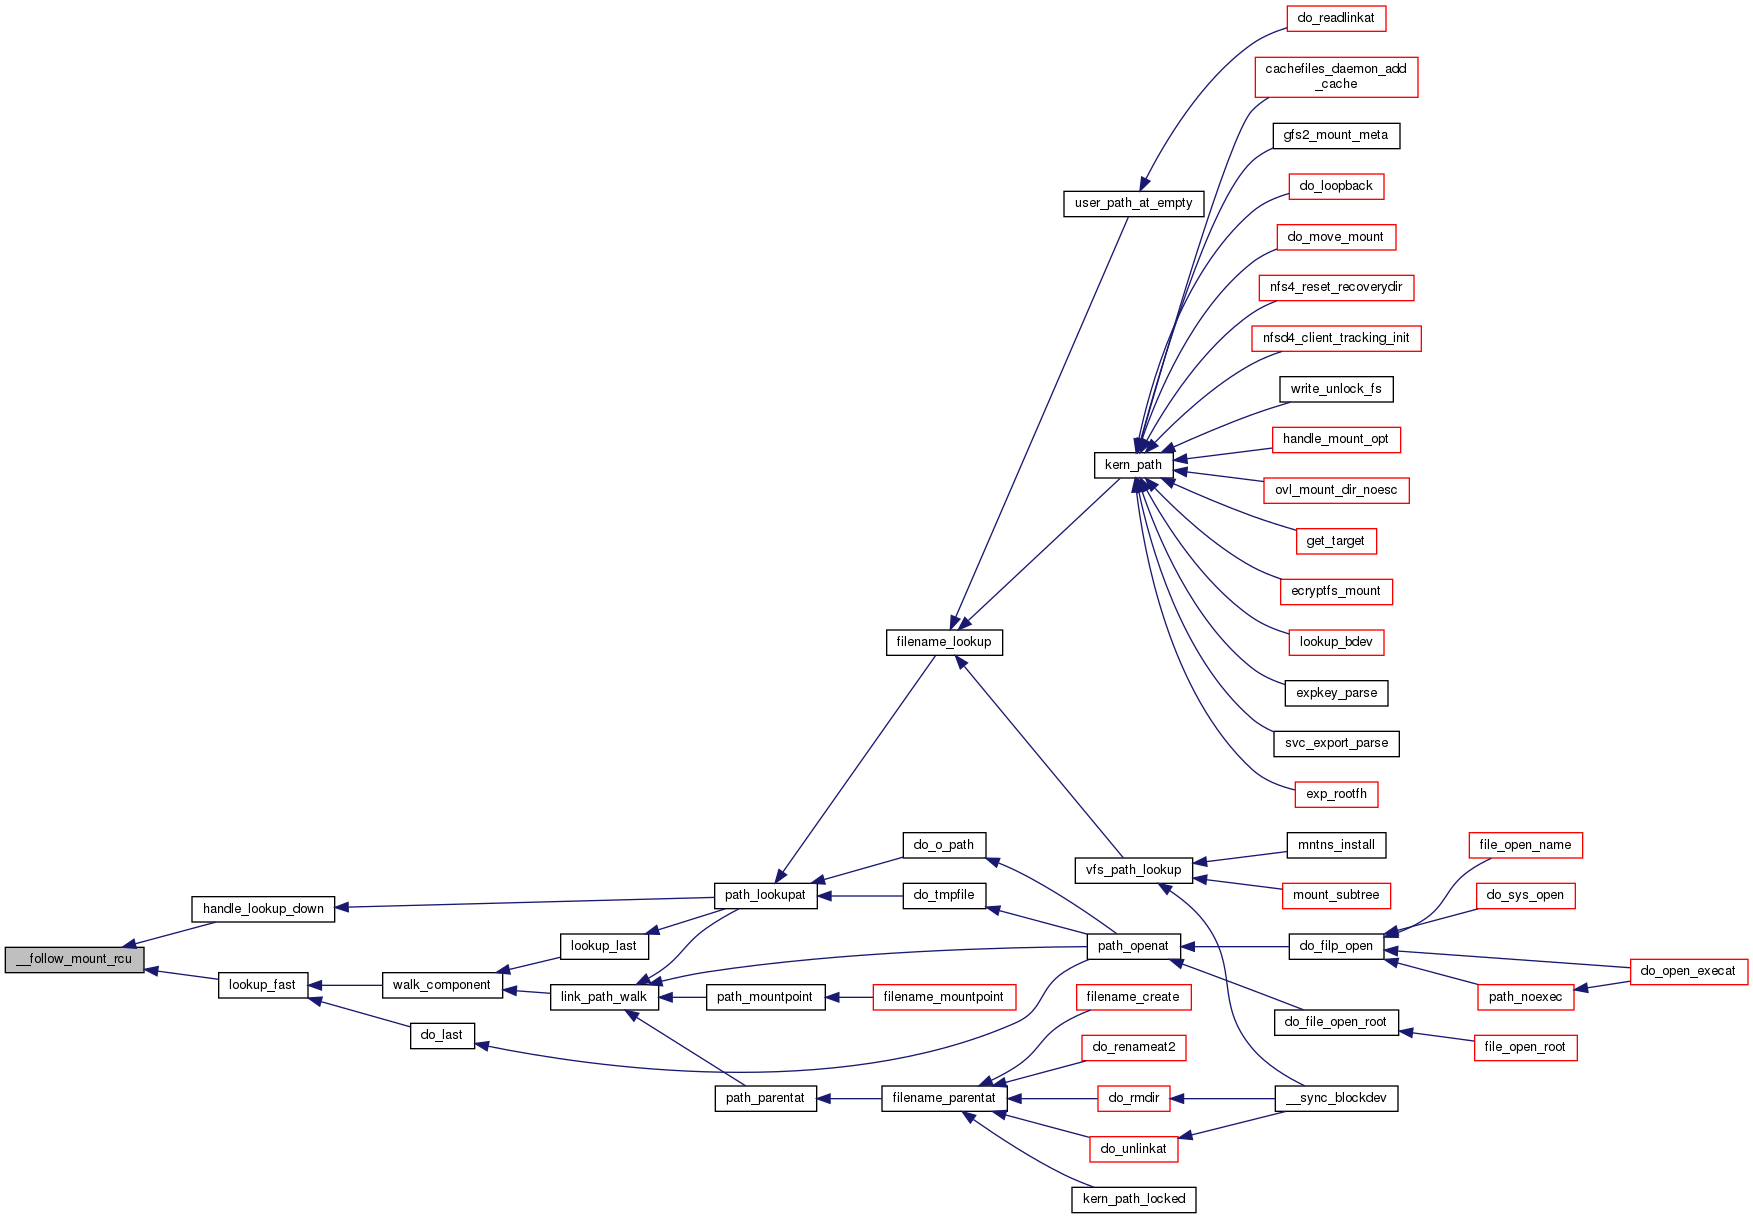 do_readlinkat
cachefiles_daemon_add
_cache
gfs2_mount_meta
do_loopback
user_path_at_empty
do_move_mount
nfs4_reset_recoverydir
nfsd4_client_tracking_init
write_unlock_fs
handle_mount_opt
kern_path
ovl_mount_dir_noesc
get_target
ecryptfs_mount
filename_lookup
lookup_bdev
expkey_parse
svc_export_parse
exp_rootfh
do_o_path
mntns_install
file_open_name
vfs_path_lookup
handle_lookup_down
path_lookupat
do_tmpfile
mount_subtree
do_sys_open
lookup_last
path_openat
do_filp_open
__follow_mount_rcu
do_open_execat
lookup_fast
walk_component
link_path_walk
path_mountpoint
filename_mountpoint
filename_create
path_noexec
do_last
do_file_open_root
do_renameat2
file_open_root
path_parentat
filename_parentat
do_rmdir
__sync_blockdev
do_unlinkat
kern_path_locked